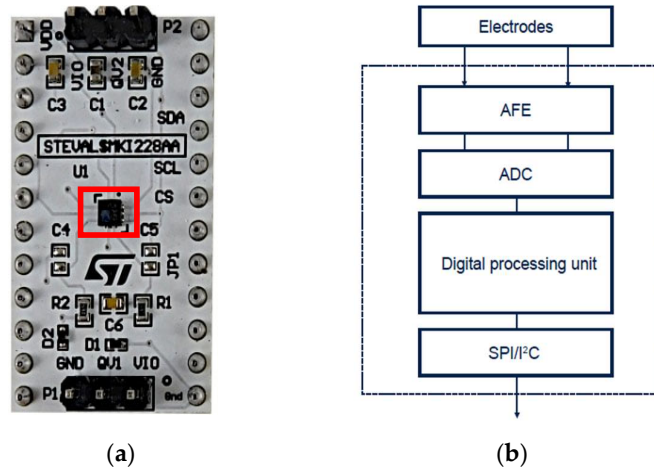 P2
VDD
VIO
QV2
GND
C3
C1
C2
SDA
STEVAL$MKI228AA
U1
SCL
CS
C4
C5
ST
JP1
R2
R1
C6
D2
D1
GND QV1 VIO
P1
Gnd
(a)
Electrodes
AFE
ADC
Digital processing unit
SPI/I²C
(b)